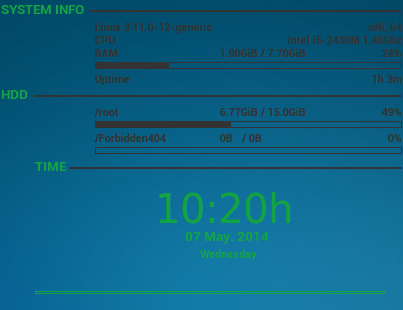 SYSTEM INFO
Linux 3.11.0-12-generic x86_64
CPU Intel i5-2450M 1.40Ghz
RAM 1.90GiB / 7.70GiB 24%
Uptime 1h 3m
HDD
/root 6.77GiB / 15.0GiB 49%
/Forbidden404 0B / 0B 0%
TIME
10:20h
07 May. 2014
Wednesday